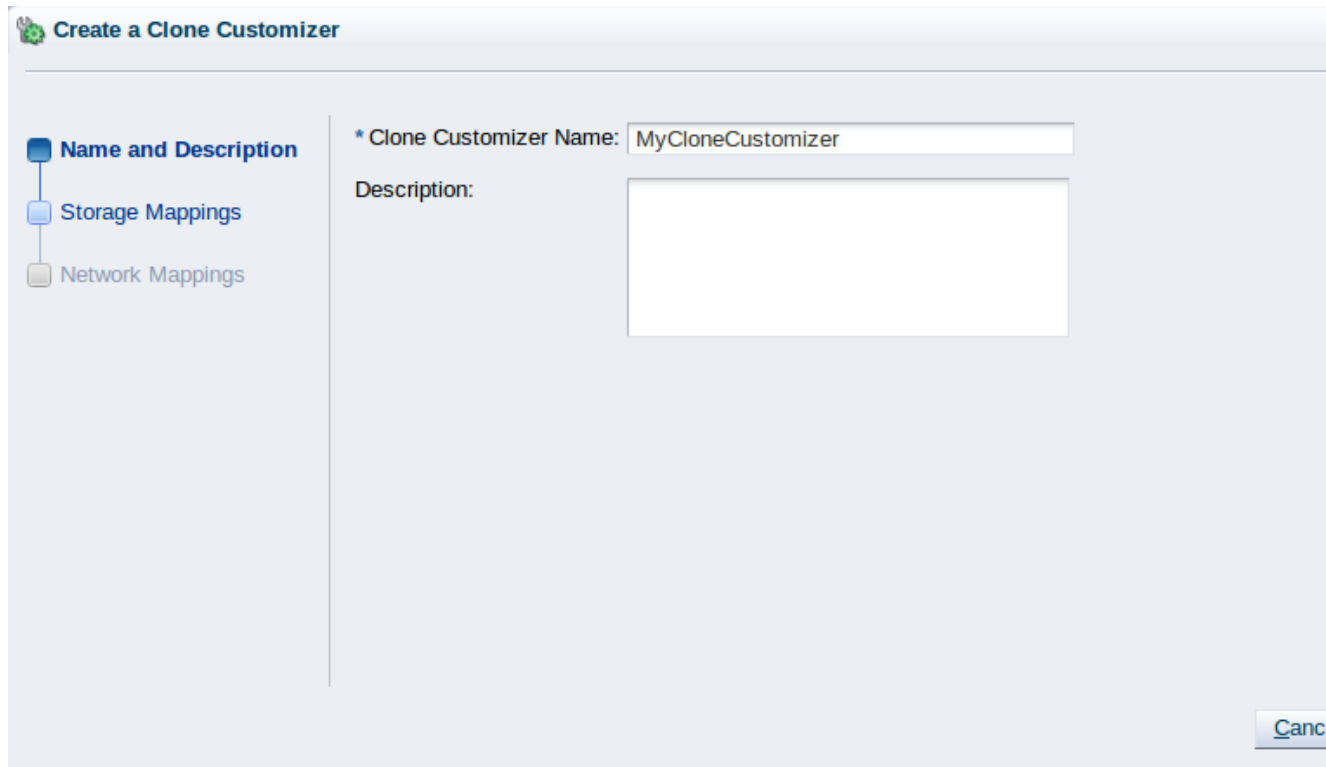 Create a Clone Customizer
Name and Description
Storage Mappings
Network Mappings
* Clone Customizer Name: MyCloneCustomizer
Description:
Canc